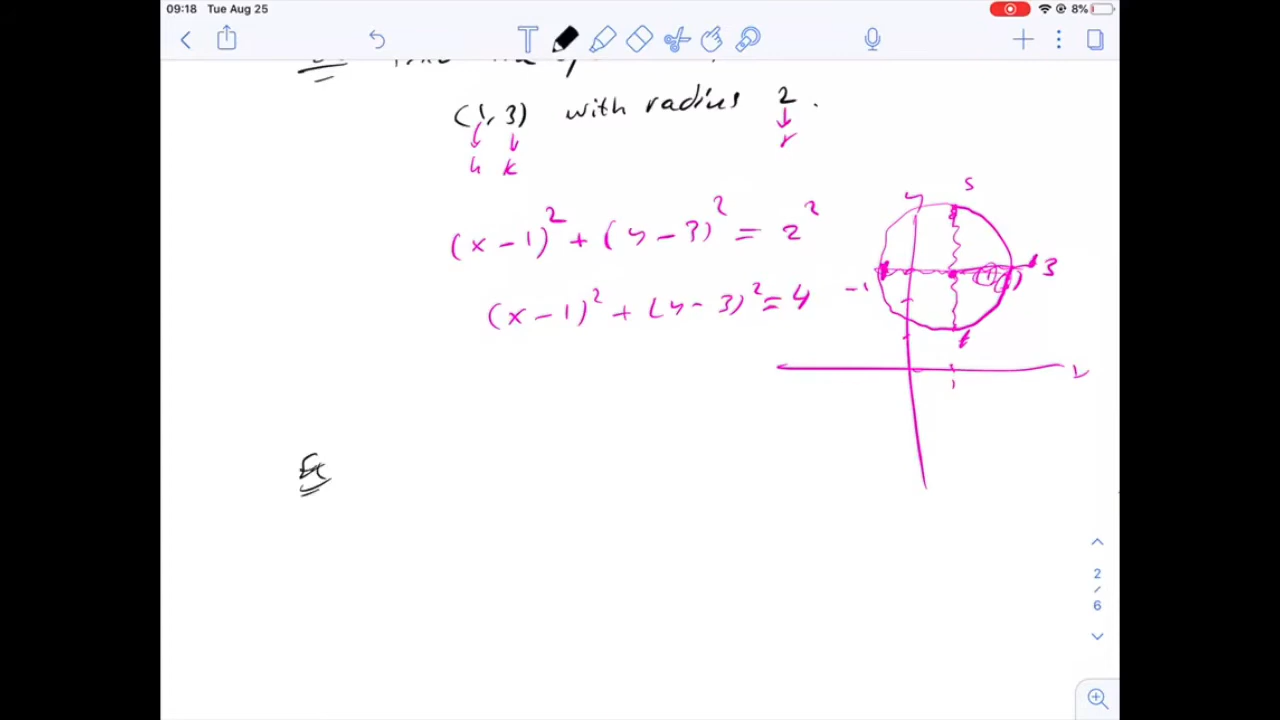 09:18 Tue Aug 25
8%
(1, 3) with radius 2.
h k r
(x-1)² + (y-3)² = 2²
(x-1)² + (y-3)² = 4
y
5
3
-1
1
x
Ex
2
/
6